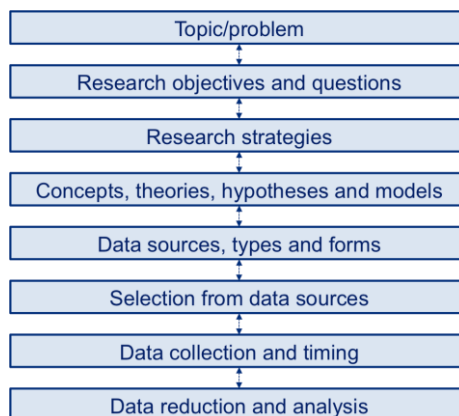 Topic/problem
Research objectives and questions
Research strategies
Concepts, theories, hypotheses and models
Data sources, types and forms
Selection from data sources
Data collection and timing
Data reduction and analysis